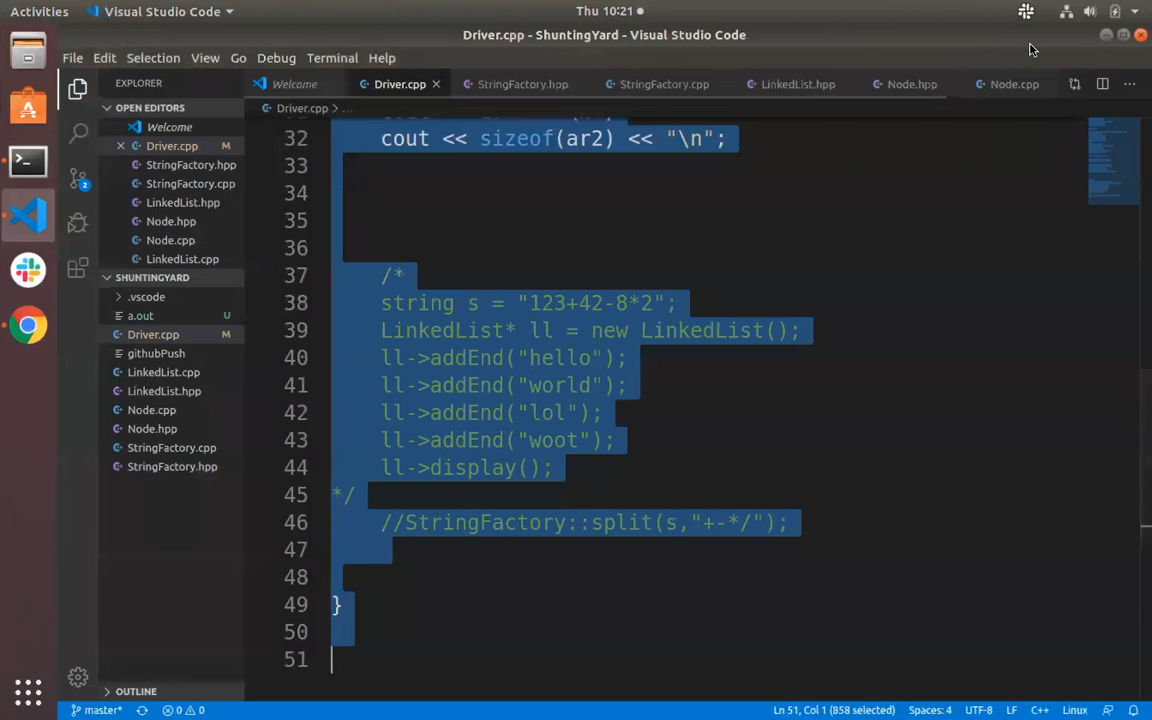 Activities Visual Studio Code Thu 10:21
Driver.cpp - ShuntingYard - Visual Studio Code
File Edit Selection View Go Debug Terminal Help
EXPLORER
Welcome Driver.cpp StringFactory.hpp StringFactory.cpp LinkedList.hpp Node.hpp Node.cpp
OPEN EDITORS
Welcome
Driver.cpp M
StringFactory.hpp
StringFactory.cpp
LinkedList.hpp
Node.hpp
Node.cpp
LinkedList.cpp
SHUNTINGYARD
.vscode
a.out U
Driver.cpp M
githubPush
LinkedList.cpp
LinkedList.hpp
Node.cpp
Node.hpp
StringFactory.cpp
StringFactory.hpp
OUTLINE
2
Driver.cpp > ...
32 cout << sizeof(ar2) << "\n";
33
34
35
36
37 /*
38 string s = "123+42-8*2";
39 LinkedList* ll = new LinkedList();
40 ll->addEnd("hello");
41 ll->addEnd("world");
42 ll->addEnd("lol");
43 ll->addEnd("woot");
44 ll->display();
45 */
46 //StringFactory::split(s,"+-*/");
47
48
49 }
50
51
master* 0 0 Ln 51, Col 1 (858 selected) Spaces: 4 UTF-8 LF C++ Linux